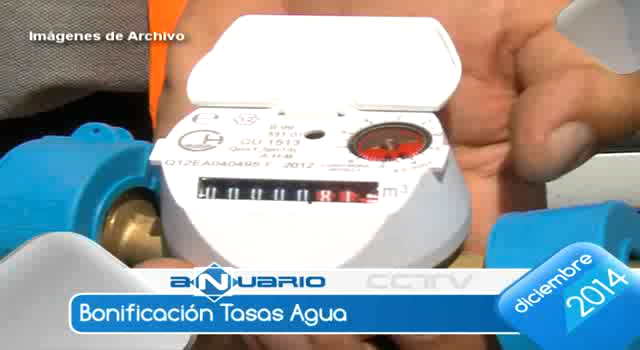 Imágenes de Archivo
CU 1513
A H-B
2012
m³
aNUARIO
CCTV
Bonificación Tasas Agua
diciembre
2014